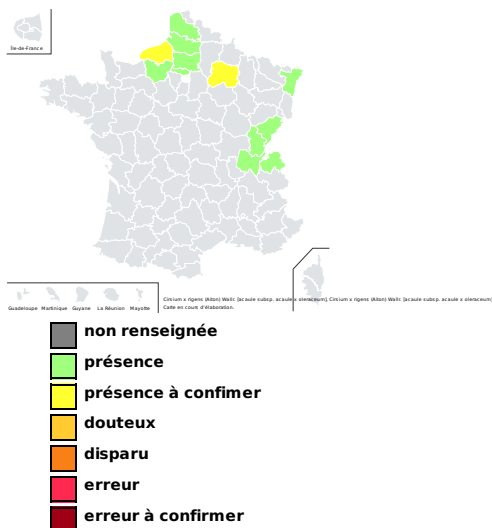 Île-de-France
Guadeloupe Martinique Guyane La Réunion Mayotte
Cirsium x rigens (Aiton) Wallr. [acaule subsp. acaule x oleraceum], Cirsium x rigens (Aiton) Wallr. [acaule subsp. acaule x oleraceum]
Carte en cours d'élaboration.
non renseignée
présence
présence à confimer
douteux
disparu
erreur
erreur à confirmer